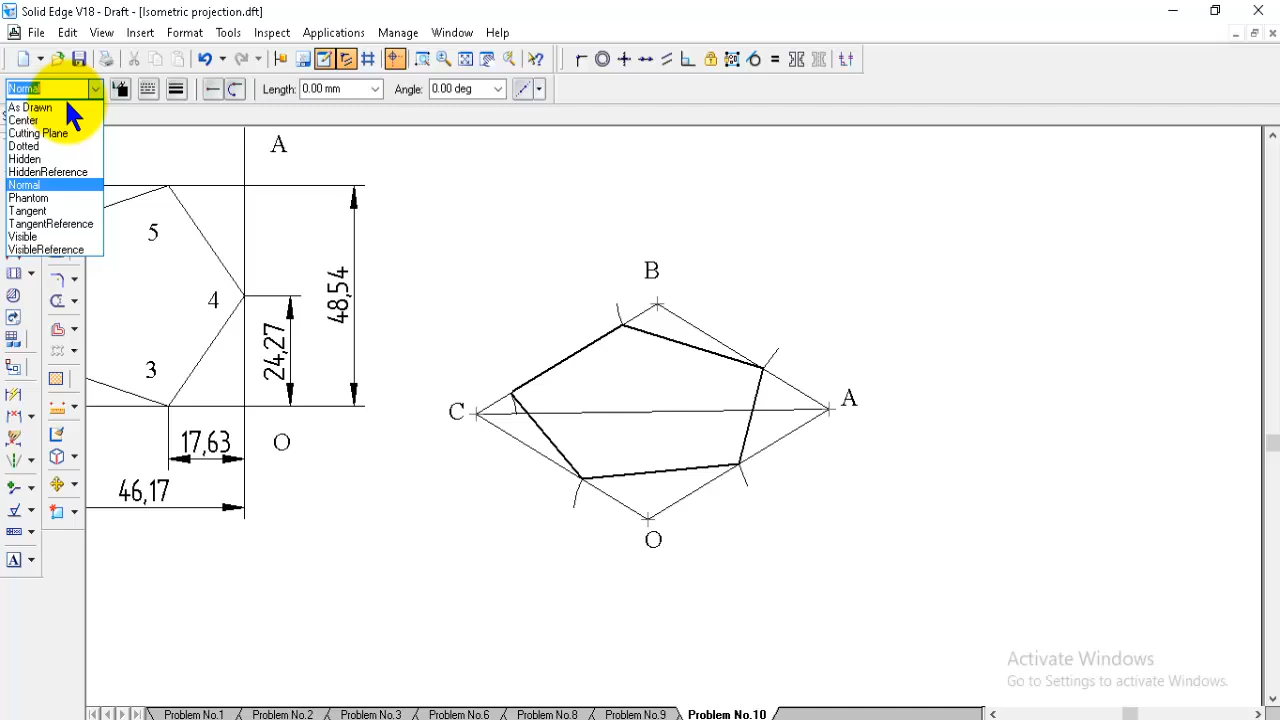 Solid Edge V18 - Draft - [Isometric projection.dft]
File Edit View Insert Format Tools Inspect Applications Manage Window Help
Normal Length: 0.00 mm Angle: 0.00 deg
As Drawn
Center
Cutting Plane
Dotted
Hidden
HiddenReference
Normal
Phantom
Tangent
TangentReference
Visible
VisibleReference
A
5
4
3
48,54
24,27
17,63
O
46,17
B
C
A
O
Activate Windows
Go to Settings to activate Windows.
Problem No.1 Problem No.2 Problem No.3 Problem No.6 Problem No.8 Problem No.9 Problem No.10